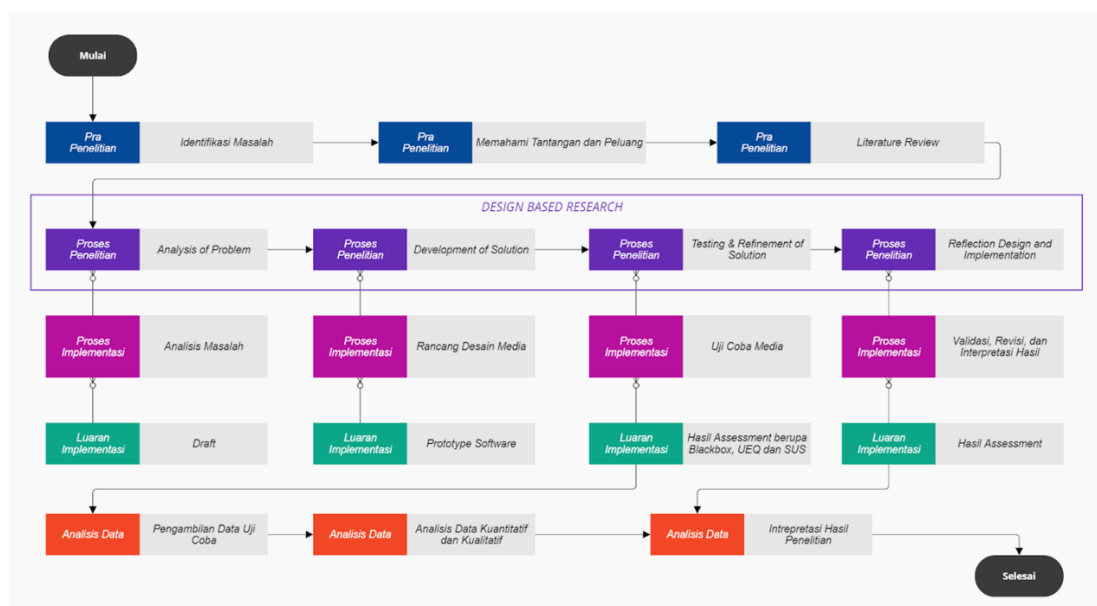 Mulai
Pra
Penelitian
Identifikasi Masalah
Pra
Penelitian
Memahami Tantangan dan Peluang
Pra
Penelitian
Literature Review
DESIGN BASED RESEARCH
Proses
Penelitian
Analysis of Problem
Proses
Penelitian
Development of Solution
Proses
Penelitian
Testing & Refinement of
Solution
Proses
Penelitian
Reflection Design and
Implementation
Proses
Implementasi
Analisis Masalah
Proses
Implementasi
Rancang Desain Media
Proses
Implementasi
Uji Coba Media
Proses
Implementasi
Validasi, Revisi, dan
Interpretasi Hasil
Luaran
Implementasi
Draft
Luaran
Implementasi
Prototype Software
Luaran
Implementasi
Hasil Assessment berupa
Blackbox, UEQ dan SUS
Luaran
Implementasi
Hasil Assessment
Analisis Data
Pengambilan Data Uji
Coba
Analisis Data
Analisis Data Kuantitatif
dan Kualitatif
Analisis Data
Intrepretasi Hasil
Penelitian
Selesai